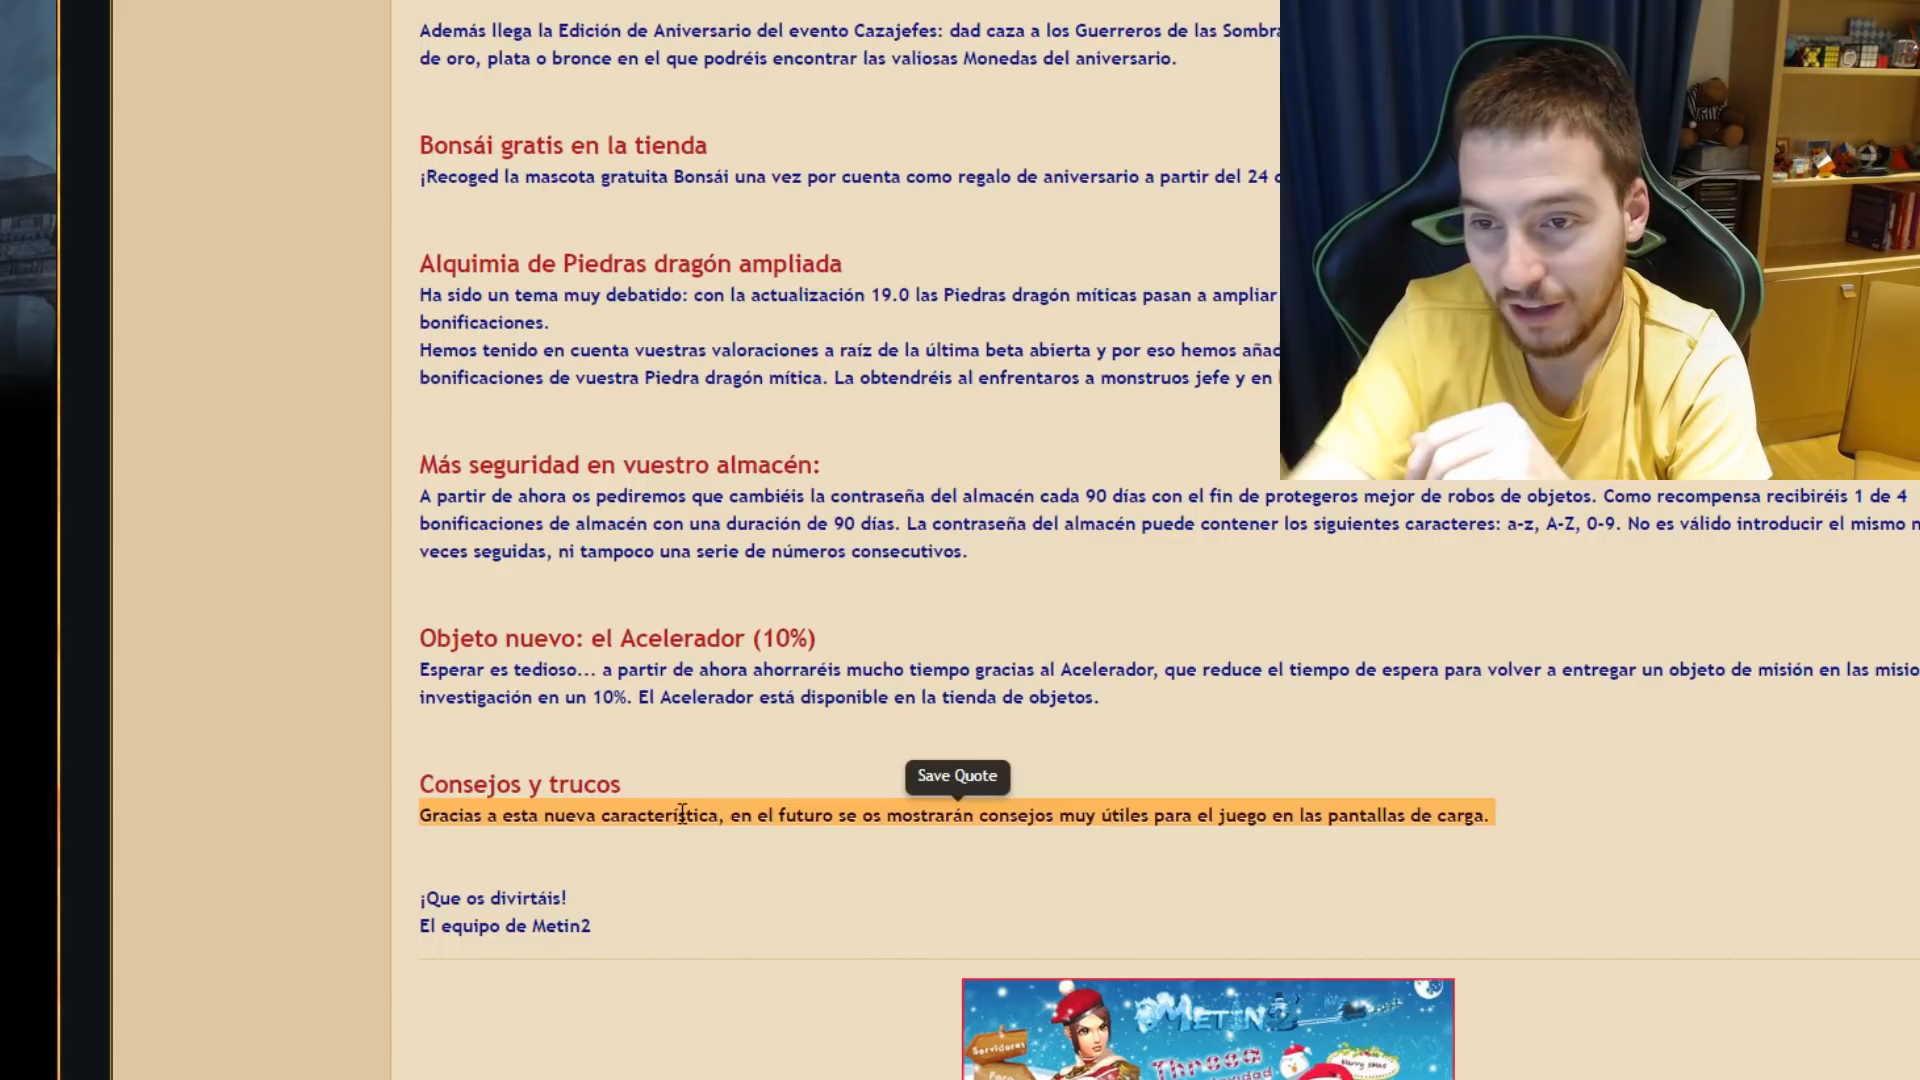 Además llega la Edición de Aniversario del evento Cazajefes: dad caza a los Guerreros de las
de oro, plata o bronce en el que podréis encontrar las valiosas Monedas del aniversario.
Bonsái gratis en la tienda
¡Recoged la mascota gratuita Bonsái una vez por cuenta como regalo de aniversario a partir del 24
Alquimia de Piedras dragón ampliada
Ha sido un tema muy debatido: con la actualización 19.0 las Piedras dragón míticas pasan a ampliar
bonificaciones.
Hemos tenido en cuenta vuestras valoraciones a raíz de la última beta abierta y por eso hemos
bonificaciones de vuestra Piedra dragón mítica. La obtendréis al enfrentaros a monstruos jefe y en
Más seguridad en vuestro almacén:
A partir de ahora os pediremos que cambiéis la contraseña del almacén cada 90 días con el fin de protegeros mejor de robos de objetos. Como recompensa recibiréis 1 de 4
bonificaciones de almacén con una duración de 90 días. La contraseña del almacén puede contener los siguientes caracteres: a-z, A-Z, 0-9. No es válido introducir el mismo
veces seguidas, ni tampoco una serie de números consecutivos.
Objeto nuevo: el Acelerador (10%)
Esperar es tedioso... a partir de ahora ahorraréis mucho tiempo gracias al Acelerador, que reduce el tiempo de espera para volver a entregar un objeto de misión en las
investigación en un 10%. El Acelerador está disponible en la tienda de objetos.
Consejos y trucos
Save Quote
Gracias a esta nueva característica, en el futuro se os mostrarán consejos muy útiles para el juego en las pantallas de carga.
¡Que os divirtáis!
El equipo de Metin2
METIN2
Servidores
Foro
Threoa
Merry Xmas